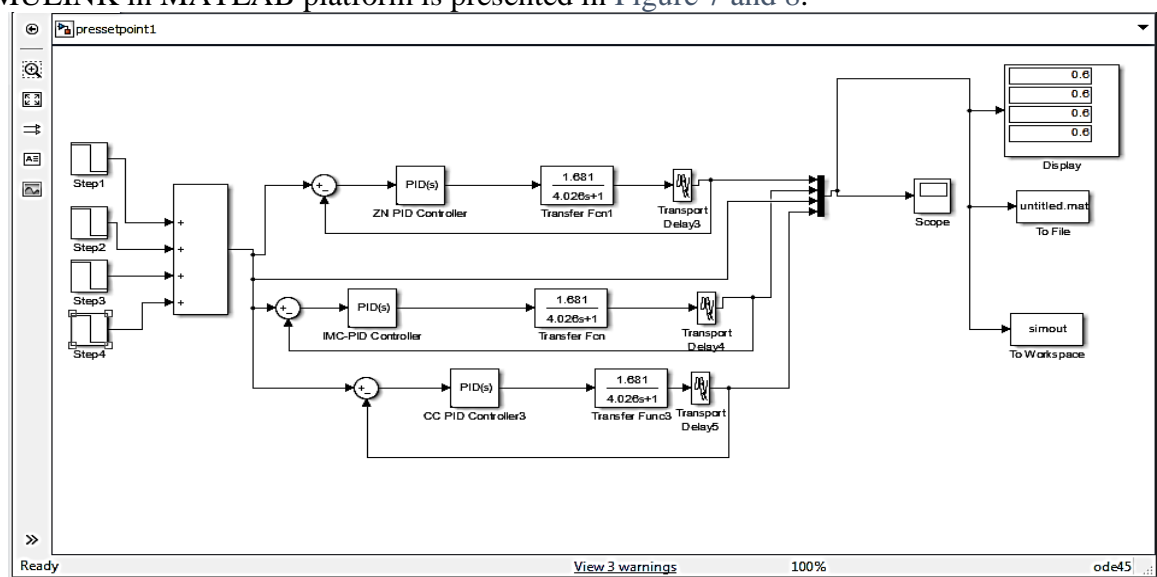 MULINK in MATLAB platform is presented in Figure 7 and 8.
pressetpoint1
0.6
0.6
0.6
0.6
Display
Step1
Step2
Step3
Step4
+
+
+
+
+
-
PID(s)
ZN PID Controller
1.681
4.026s+1
Transfer Fcn1
Transport
Delay3
Scope
untitled.mat
To File
+
-
PID(s)
IMC-PID Controller
1.681
4.026s+1
Transfer Fcn
Transport
Delay4
simout
To Workspace
+
-
PID(s)
CC PID Controller3
1.681
4.026s+1
Transfer Func3
Transport
Delay5
Ready
View 3 warnings
100%
ode45